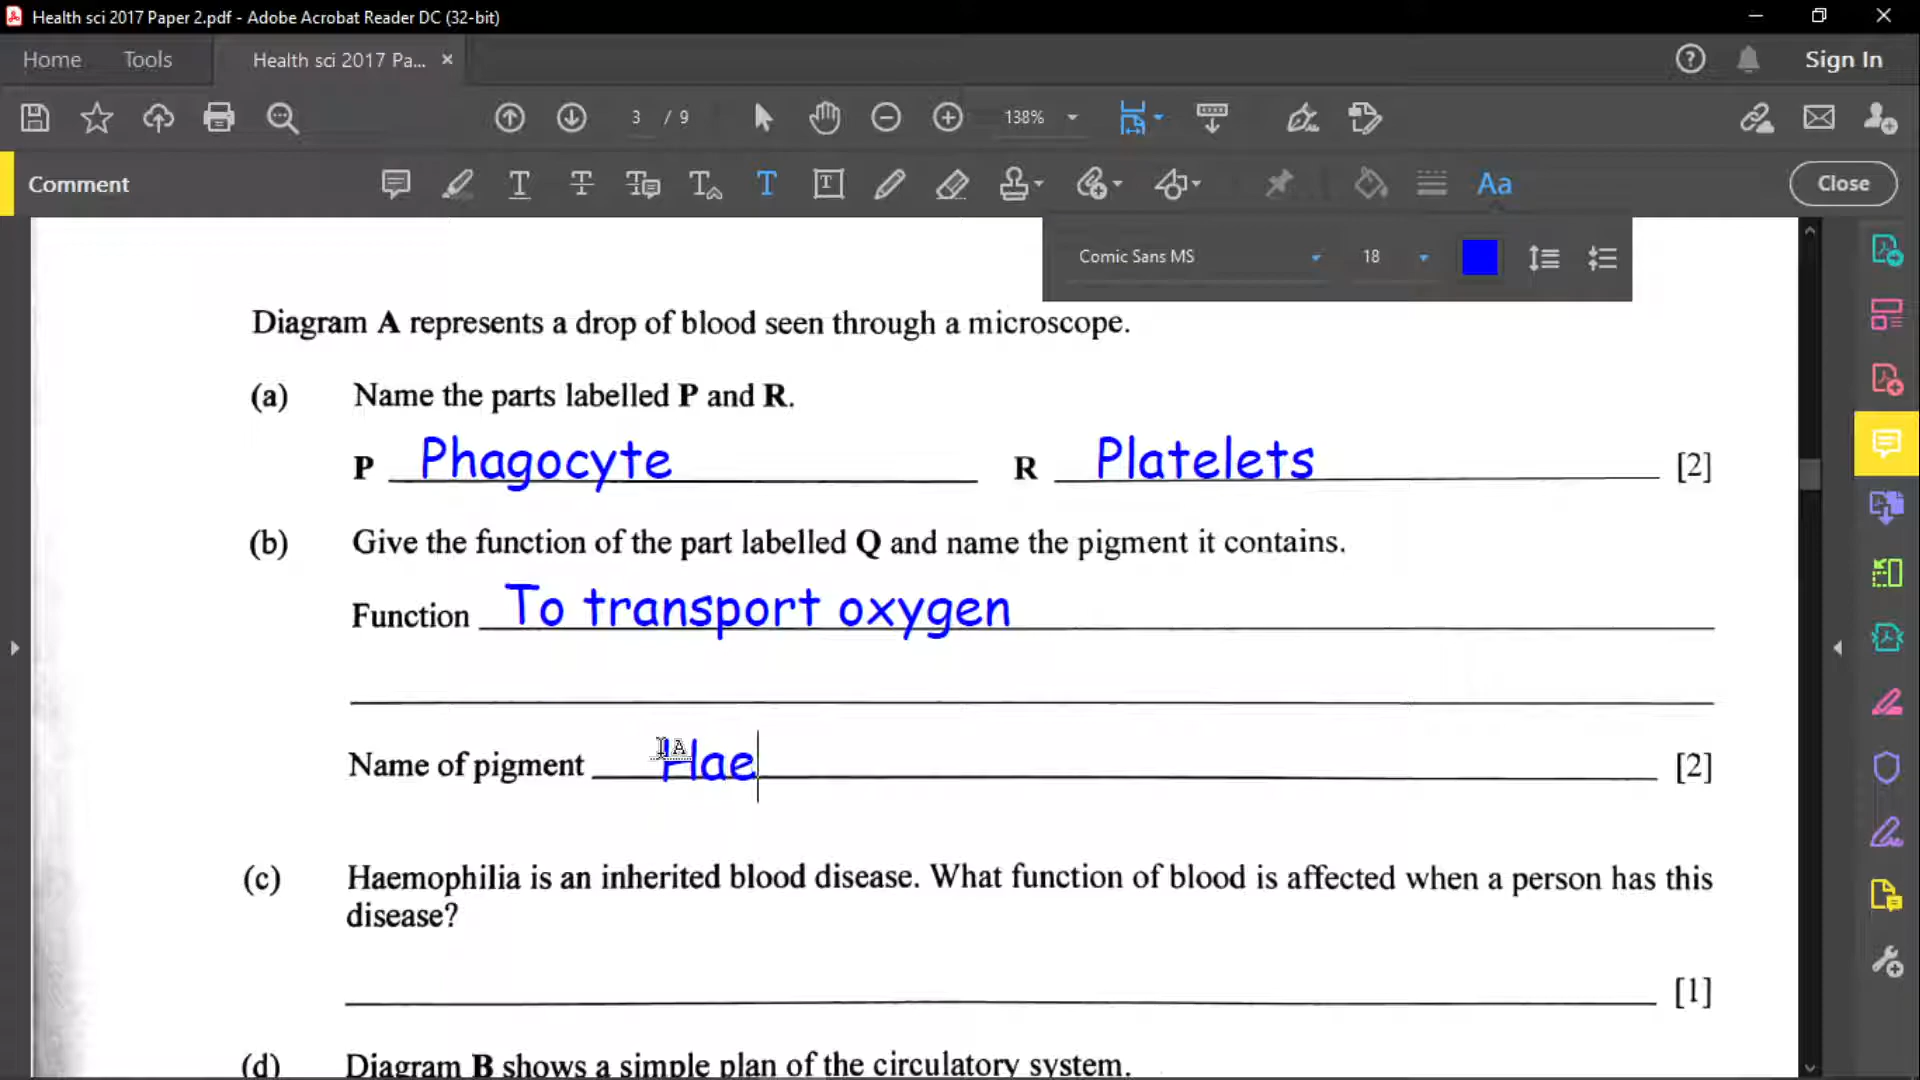 Health sci 2017 Paper 2.pdf - Adobe Acrobat Reader DC (32-bit)
Home Tools Health sci 2017 Pa... × Sign In
3 / 9 138%
Comment Close
Comic Sans MS 18
Diagram A represents a drop of blood seen through a microscope.
(a) Name the parts labelled P and R.
P Phagocyte R Platelets [2]
(b) Give the function of the part labelled Q and name the pigment it contains.
Function To transport oxygen
Name of pigment Hae [2]
(c) Haemophilia is an inherited blood disease. What function of blood is affected when a person has this
disease?
[1]
(d) Diagram B shows a simple plan of the circulatory system.